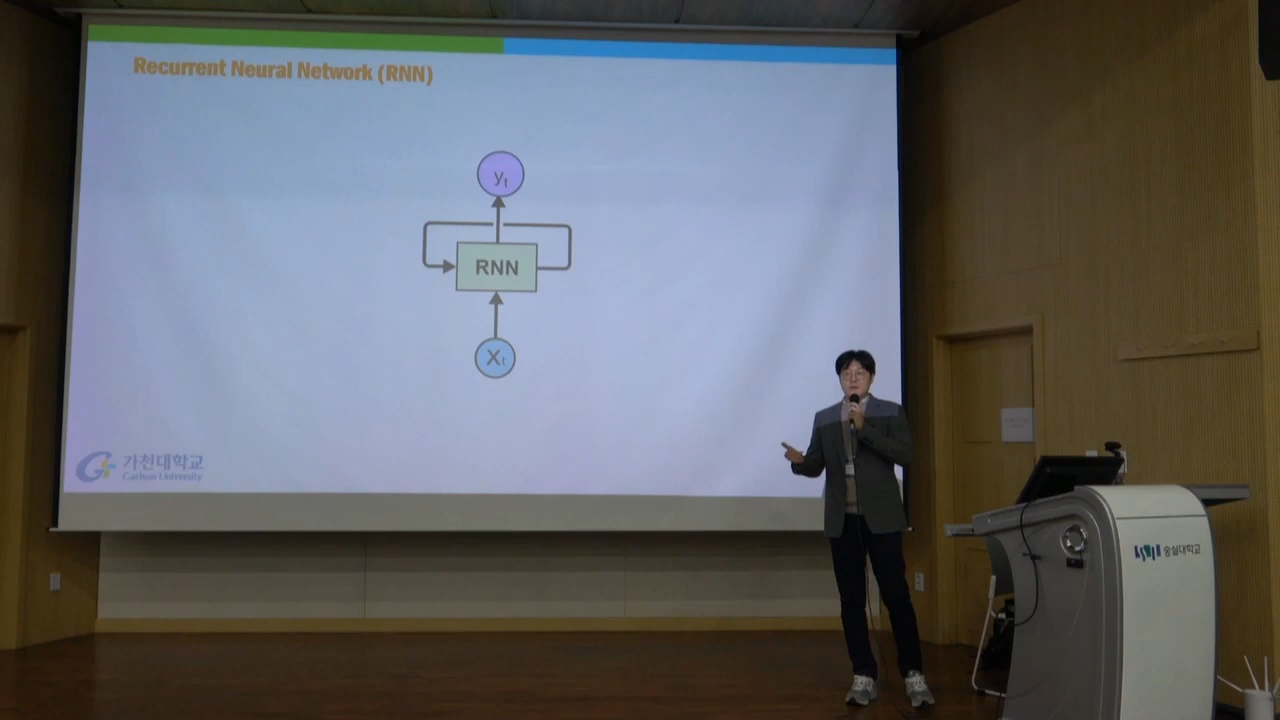 Recurrent Neural Network (RNN)
yt
RNN
Xt
가천대학교
Gachon University
숭실대학교